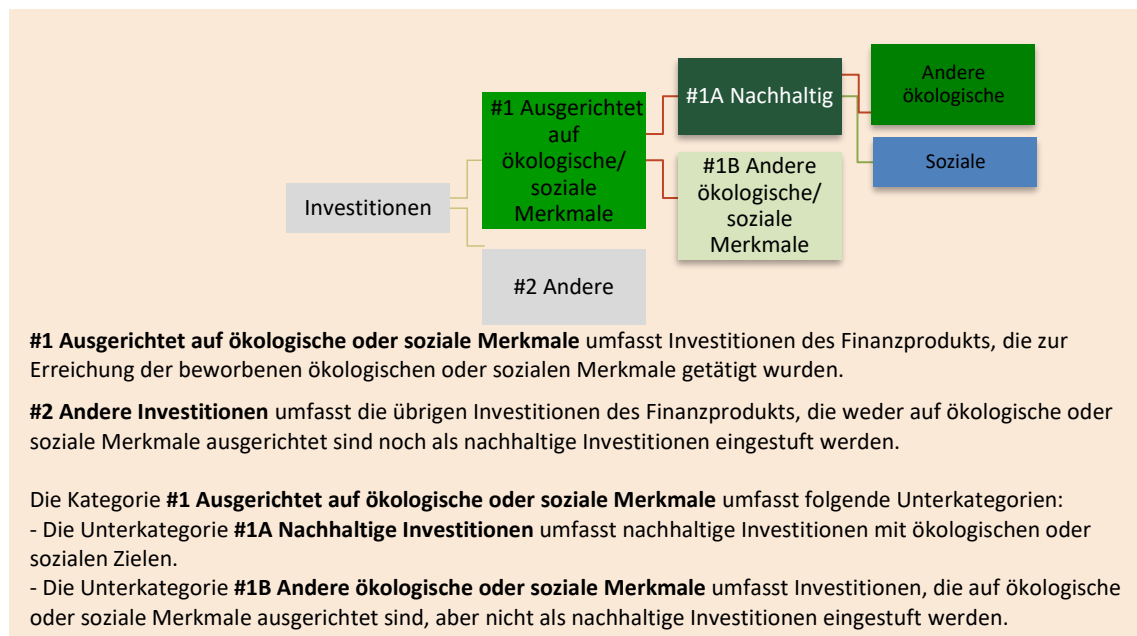 Investitionen
#1 Ausgerichtet
auf
ökologische/
soziale
Merkmale
#2 Andere
#1A Nachhaltig
#1B Andere
ökologische/
soziale
Merkmale
Andere
ökologische
Soziale
#1 Ausgerichtet auf ökologische oder soziale Merkmale umfasst Investitionen des Finanzprodukts, die zur
Erreichung der beworbenen ökologischen oder sozialen Merkmale getätigt wurden.
#2 Andere Investitionen umfasst die übrigen Investitionen des Finanzprodukts, die weder auf ökologische oder
soziale Merkmale ausgerichtet sind noch als nachhaltige Investitionen eingestuft werden.
Die Kategorie #1 Ausgerichtet auf ökologische oder soziale Merkmale umfasst folgende Unterkategorien:
- Die Unterkategorie #1A Nachhaltige Investitionen umfasst nachhaltige Investitionen mit ökologischen oder
sozialen Zielen.
- Die Unterkategorie #1B Andere ökologische oder soziale Merkmale umfasst Investitionen, die auf ökologische
oder soziale Merkmale ausgerichtet sind, aber nicht als nachhaltige Investitionen eingestuft werden.